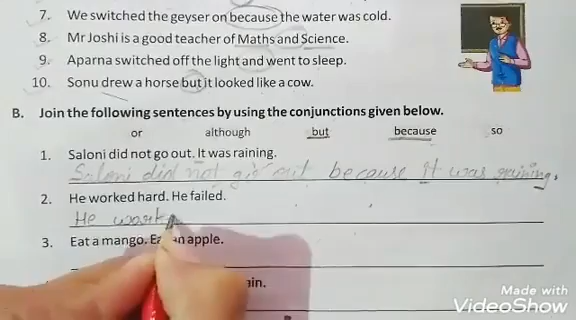 7. We switched the geyser on because the water was cold.
8. Mr Joshi is a good teacher of Maths and Science.
9. Aparna switched off the light and went to sleep.
10. Sonu drew a horse but it looked like a cow.
B. Join the following sentences by using the conjunctions given below.
or although but because so
1. Saloni did not go out. It was raining.
Saloni did not go out because it was raining.
2. He worked hard. He failed.
He work
3. Eat a mango. Ea an apple.
ain.
Made with
VideoShow